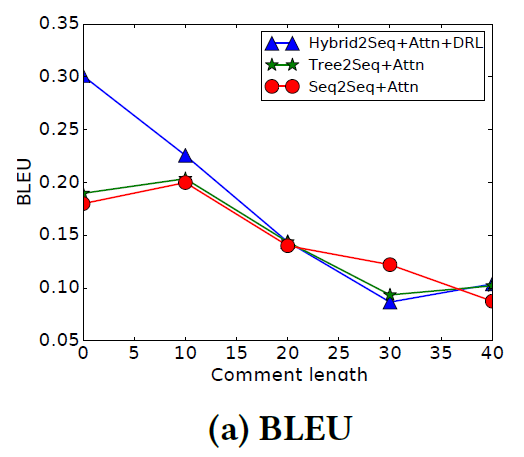 0.35
0.30
0.25
0.20
0.15
0.10
0.05
BLEU
Hybrid2Seq+Attn+DRL
Tree2Seq+Attn
Seq2Seq+Attn
0 5 10 15 20 25 30 35 40
Comment length
(a) BLEU